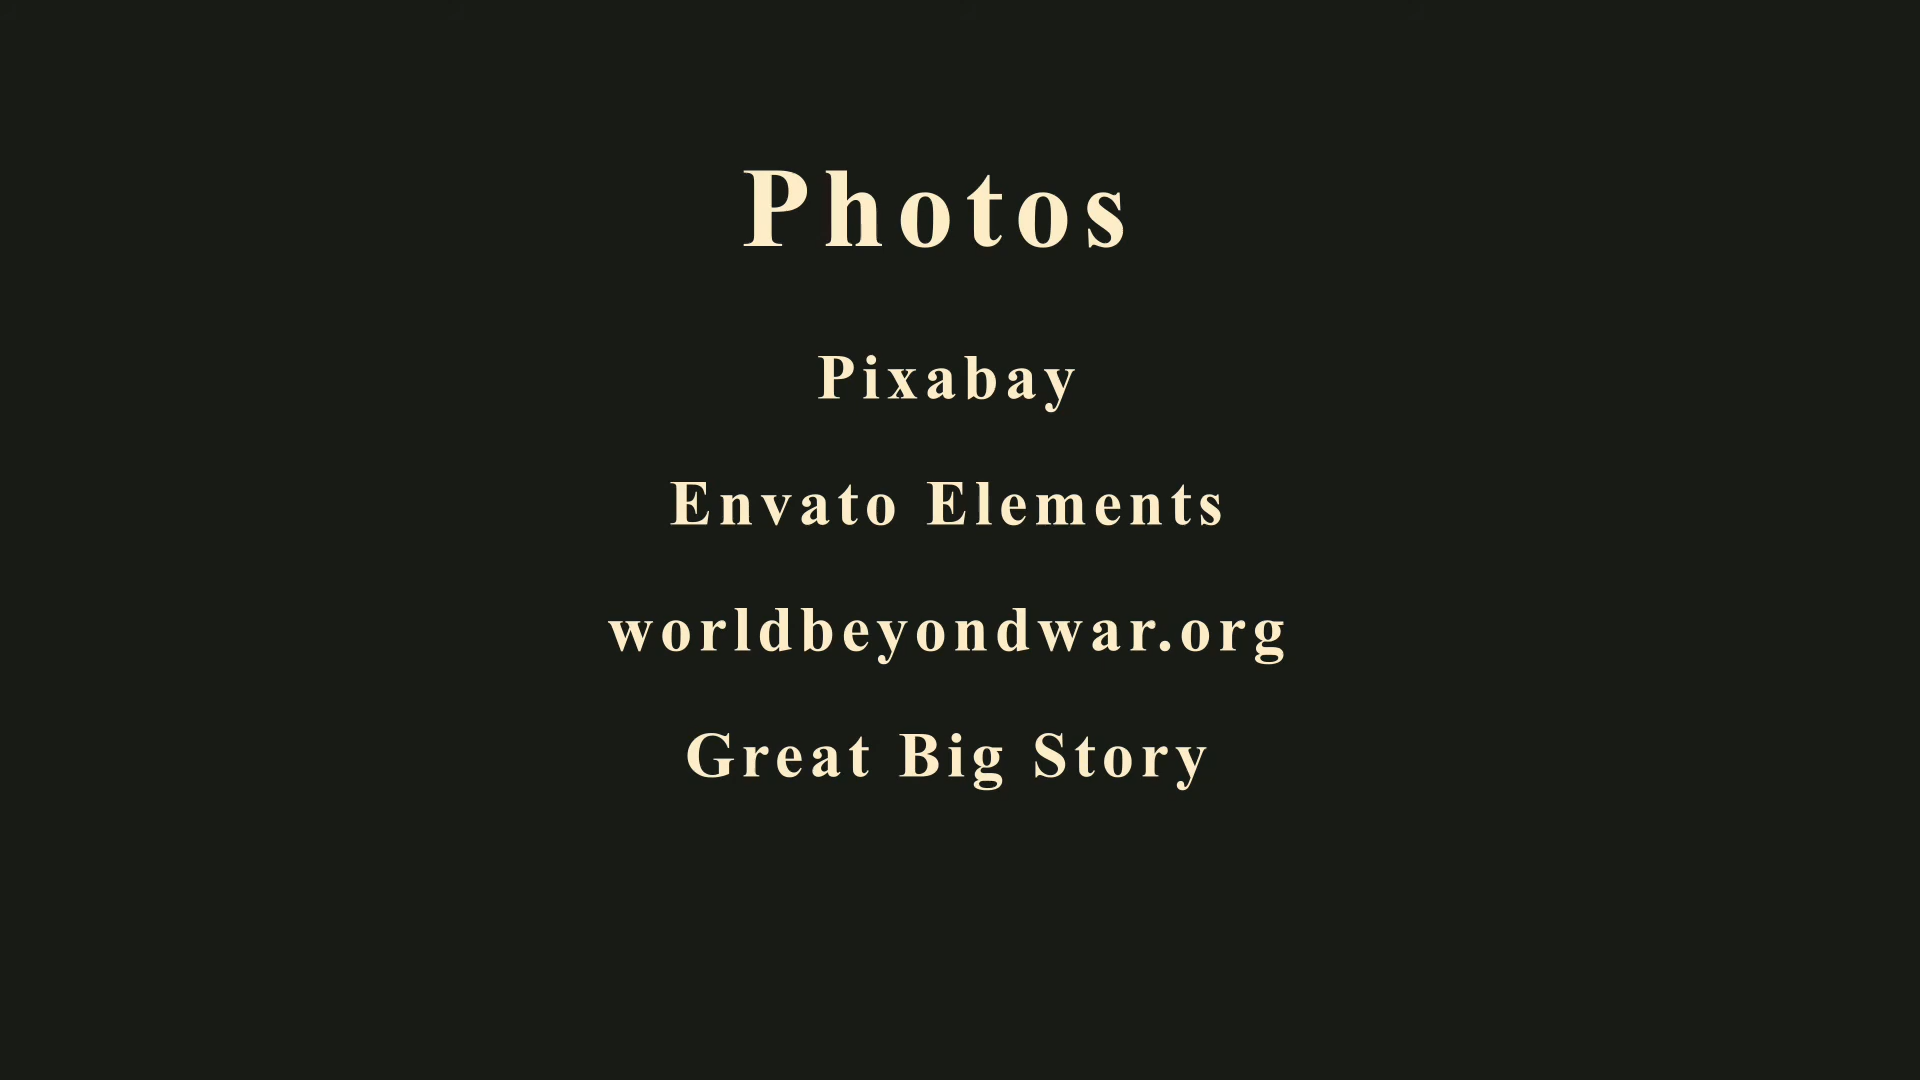 Photos
Pixabay
Envato Elements
worldbeyondwar.org
Great Big Story